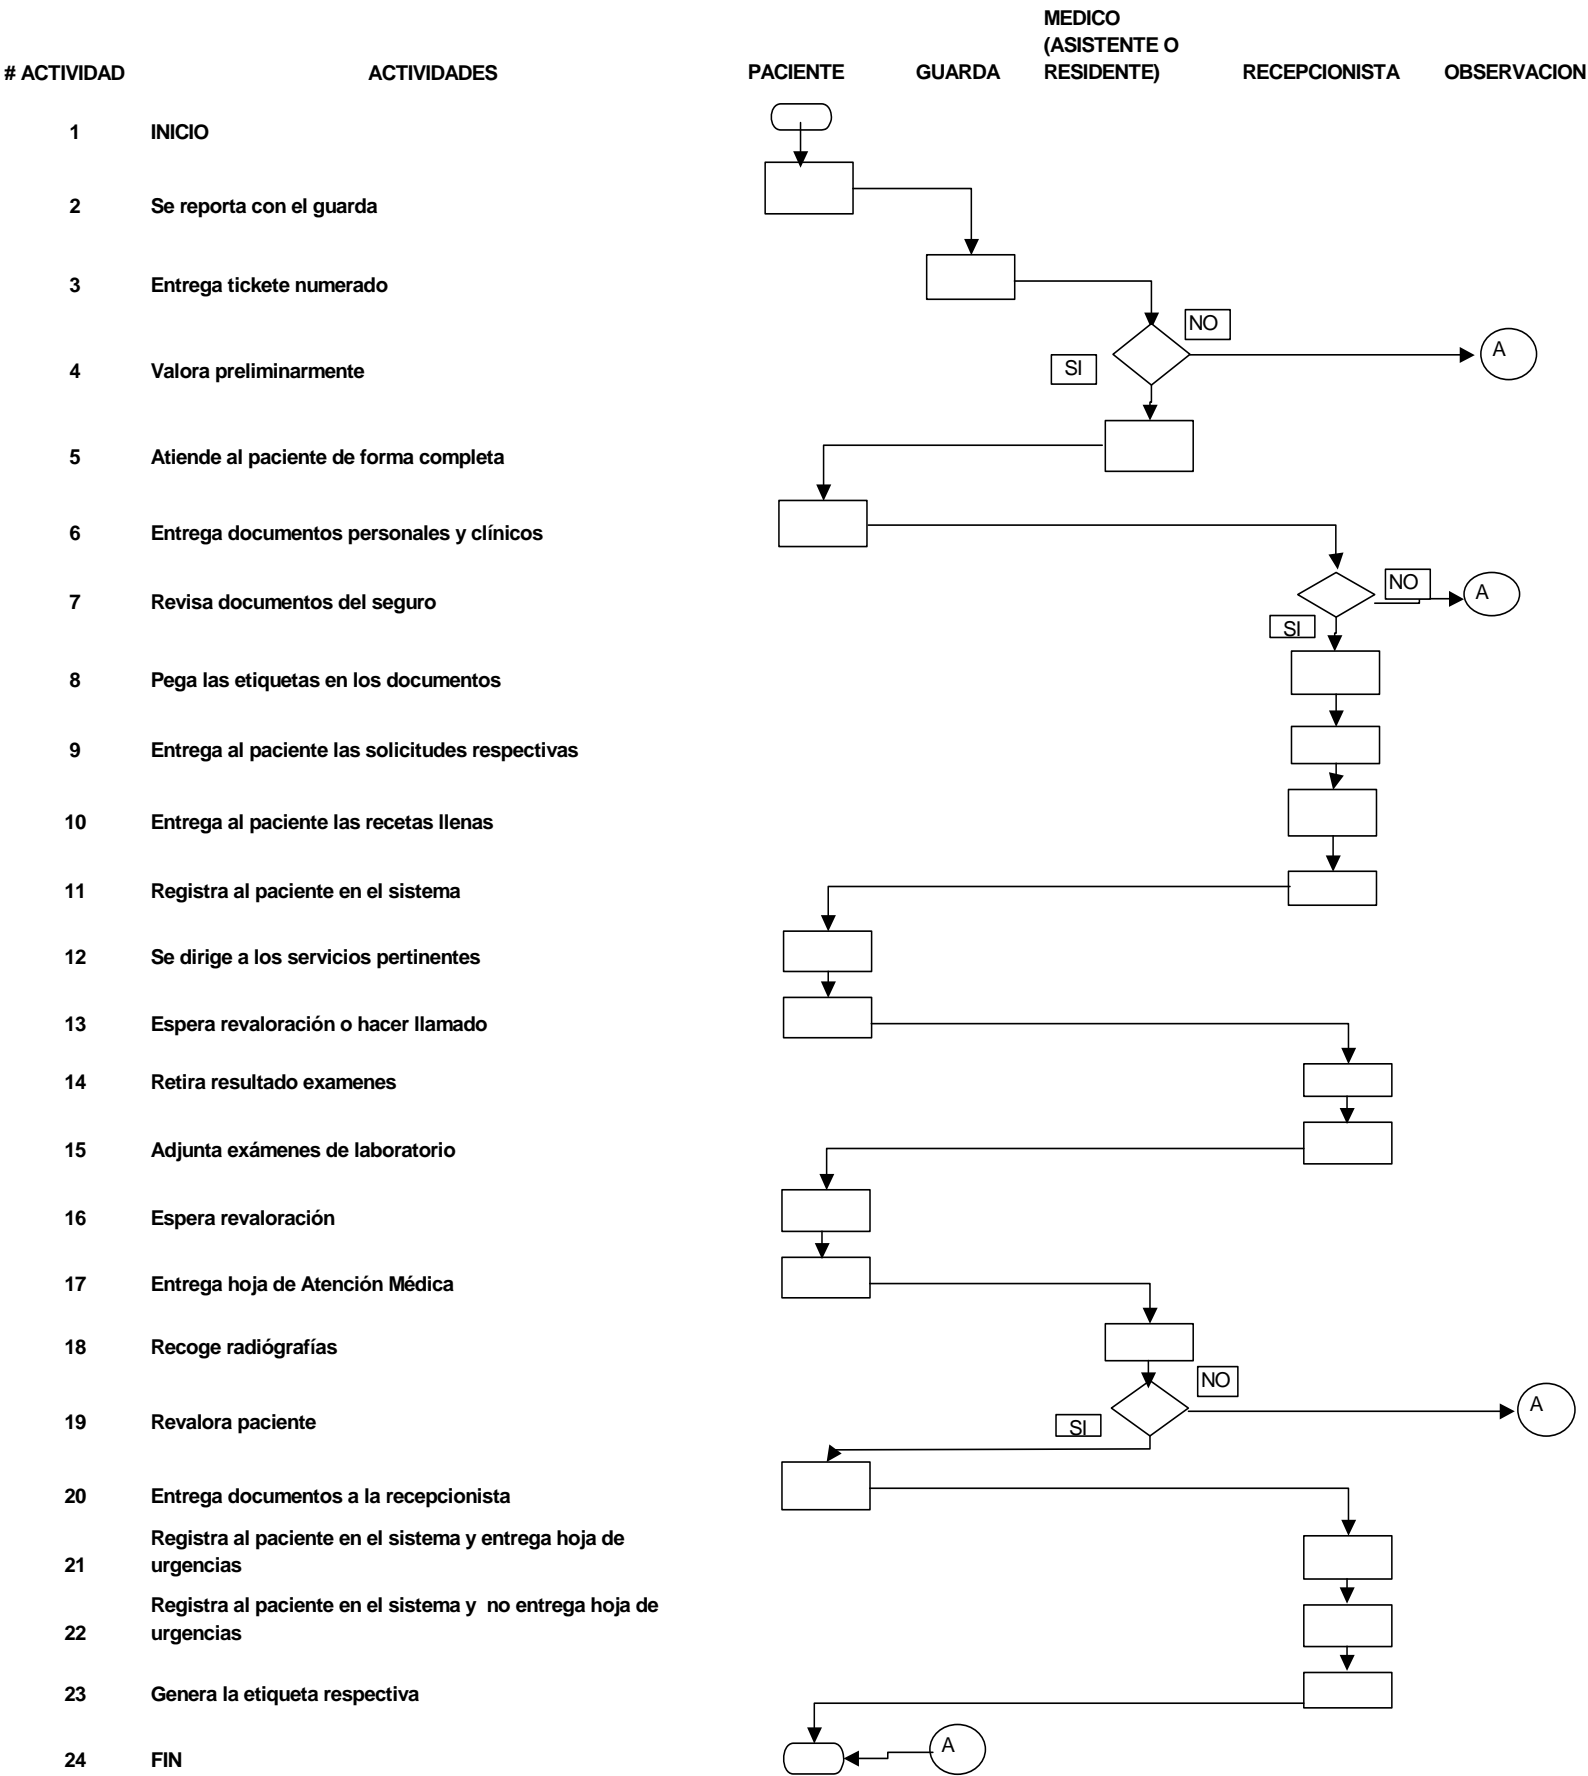 MEDICO
(ASISTENTE O
# ACTIVIDAD ACTIVIDADES PACIENTE GUARDA RESIDENTE) RECEPCIONISTA OBSERVACION
1 INICIO
2 Se reporta con el guarda
3 Entrega tickete numerado
NO
A
SI
4 Valora preliminarmente
5 Atiende al paciente de forma completa
6 Entrega documentos personales y clínicos
NO
A
7 Revisa documentos del seguro
SI
8 Pega las etiquetas en los documentos
9 Entrega al paciente las solicitudes respectivas
10 Entrega al paciente las recetas llenas
11 Registra al paciente en el sistema
12 Se dirige a los servicios pertinentes
13 Espera revaloración o hacer llamado
14 Retira resultado examenes
15 Adjunta exámenes de laboratorio
16 Espera revaloración
17 Entrega hoja de Atención Médica
18 Recoge radiógrafías
NO
A
19 Revalora paciente
SI
20 Entrega documentos a la recepcionista
Registra al paciente en el sistema y entrega hoja de
21 urgencias
Registra al paciente en el sistema y  no entrega hoja de
22 urgencias
23 Genera la etiqueta respectiva
A
24 FIN